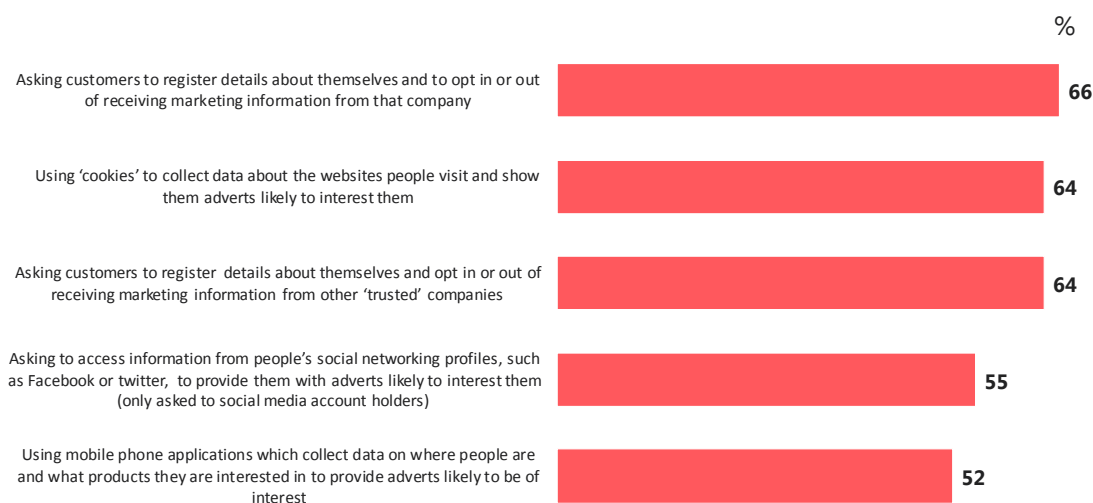 %
Asking customers to register details about themselves and to opt in or out
of receiving marketing information from that company
66
Using ‘cookies’ to collect data about the websites people visit and show
them adverts likely to interest them
64
Asking customers to register details about themselves and opt in or out of
receiving marketing information from other ‘trusted’ companies
64
Asking to access information from people’s social networking profiles, such
as Facebook or twitter, to provide them with adverts likely to interest them
(only asked to social media account holders)
55
Using mobile phone applications which collect data on where people are
and what products they are interested in to provide adverts likely to be of
interest
52